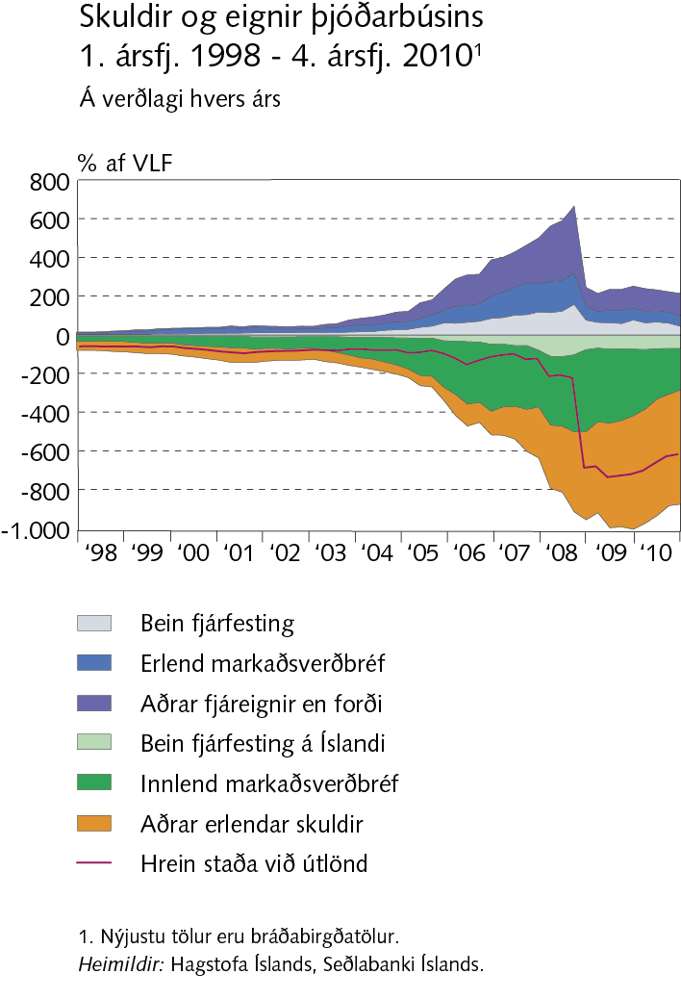 Skuldir og eignir þjóðarbúsins
1. ársfj. 1998 - 4. ársfj. 2010¹
Á verðlagi hvers árs
% af VLF
800
600
400
200
0
-200
-400
-600
-800
-1.000
‘98 ‘99 ‘00 ‘01 ‘02 ‘03 ‘04 ‘05 ‘06 ‘07 ‘08 ‘09 ‘10
Bein fjárfesting
Erlend markaðsverðbréf
Aðrar fjáreignir en forði
Bein fjárfesting á Íslandi
Innlend markaðsverðbréf
Aðrar erlendar skuldir
Hrein staða við útlönd
1. Nýjustu tölur eru bráðabirgðatölur.
Heimildir: Hagstofa Íslands, Seðlabanki Íslands.